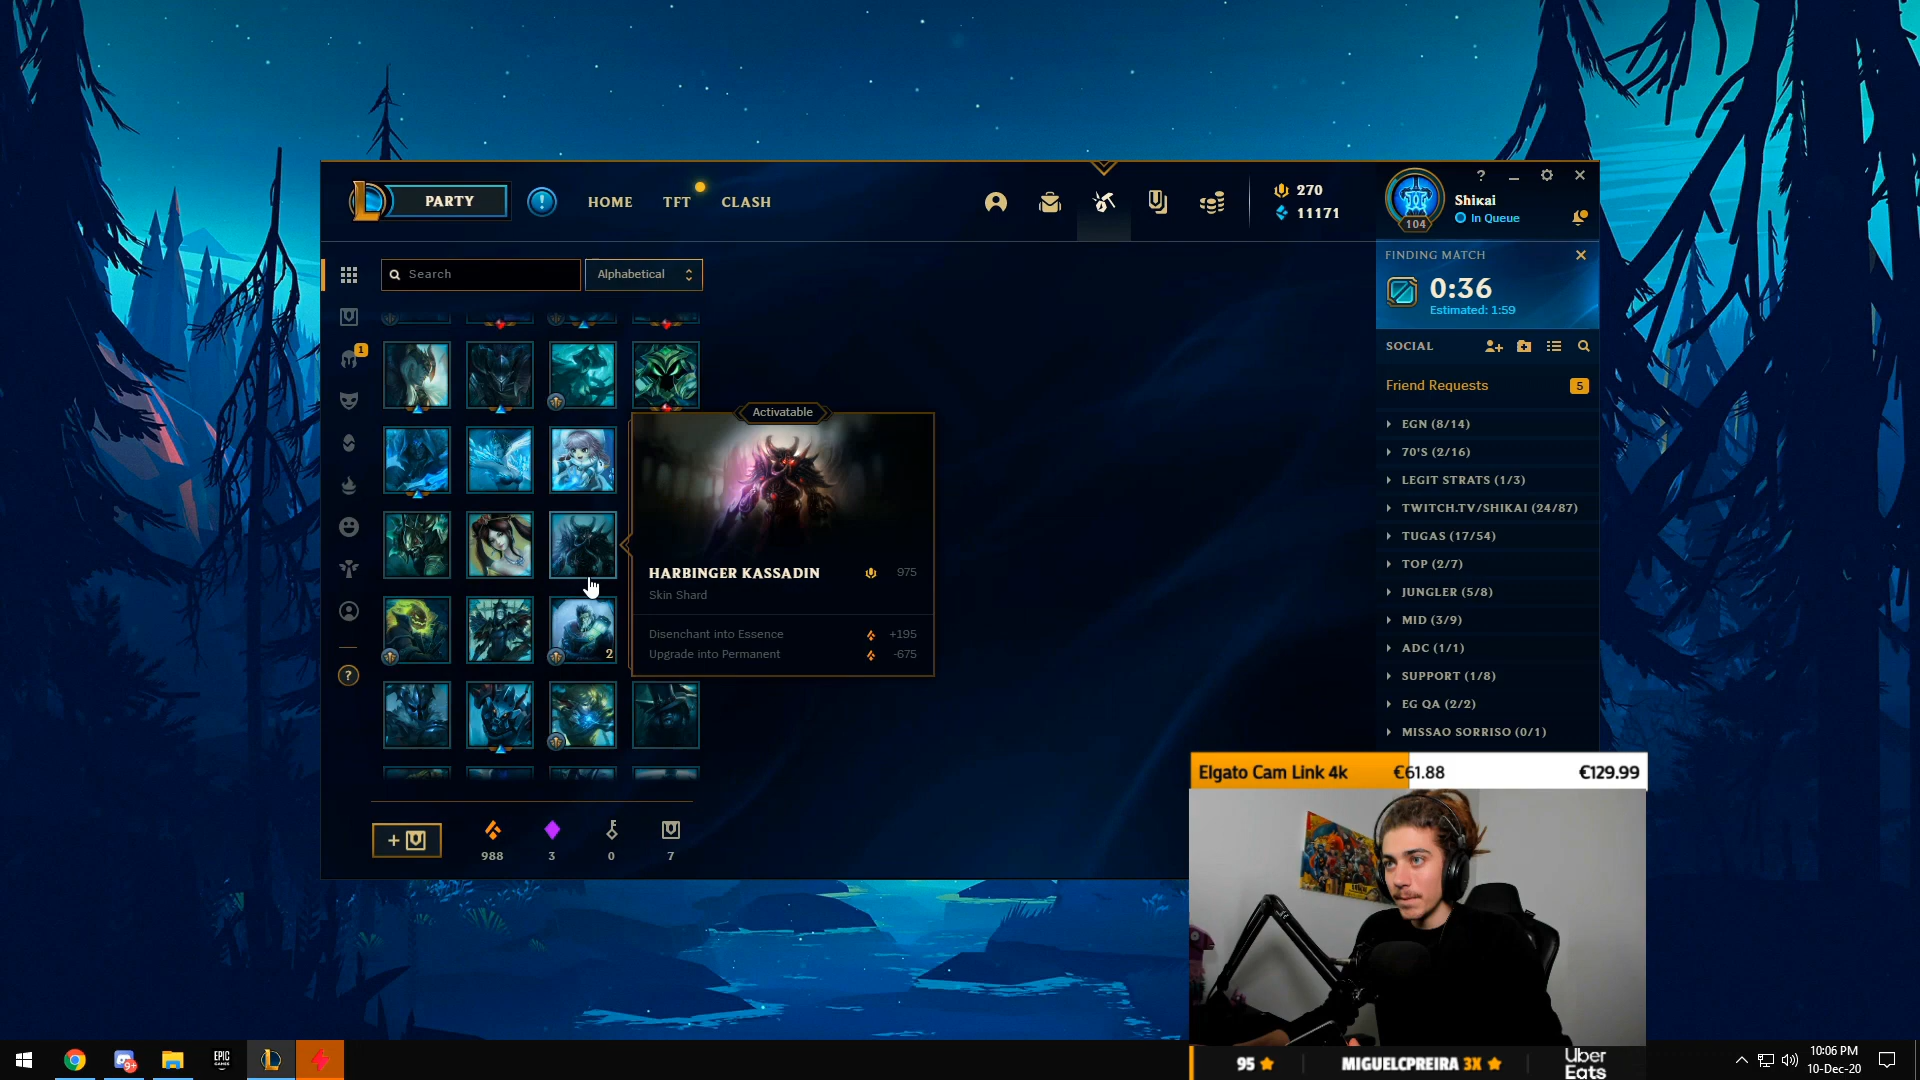 PARTY
HOME
TFT
CLASH
270
11171
104
Shikai
In Queue
?
Search
Alphabetical
FINDING MATCH
0:36
Estimated: 1:59
SOCIAL
Friend Requests
5
EGN (8/14)
70'S (2/16)
LEGIT STRATS (1/3)
TWITCH.TV/SHIKAI (24/87)
TUGAS (17/54)
TOP (2/7)
JUNGLER (5/8)
MID (3/9)
ADC (1/1)
SUPPORT (1/8)
EG QA (2/2)
MISSAO SORRISO (0/1)
1
Activatable
HARBINGER KASSADIN
975
Skin Shard
Disenchant into Essence
+195
Upgrade into Permanent
-675
2
?
988
3
0
7
Elgato Cam Link 4k
€61.88
€129.99
95
MIGUELCPREIRA 3X
Uber
Eats
EPIC
GAMES
9+
10:06 PM
10-Dec-20